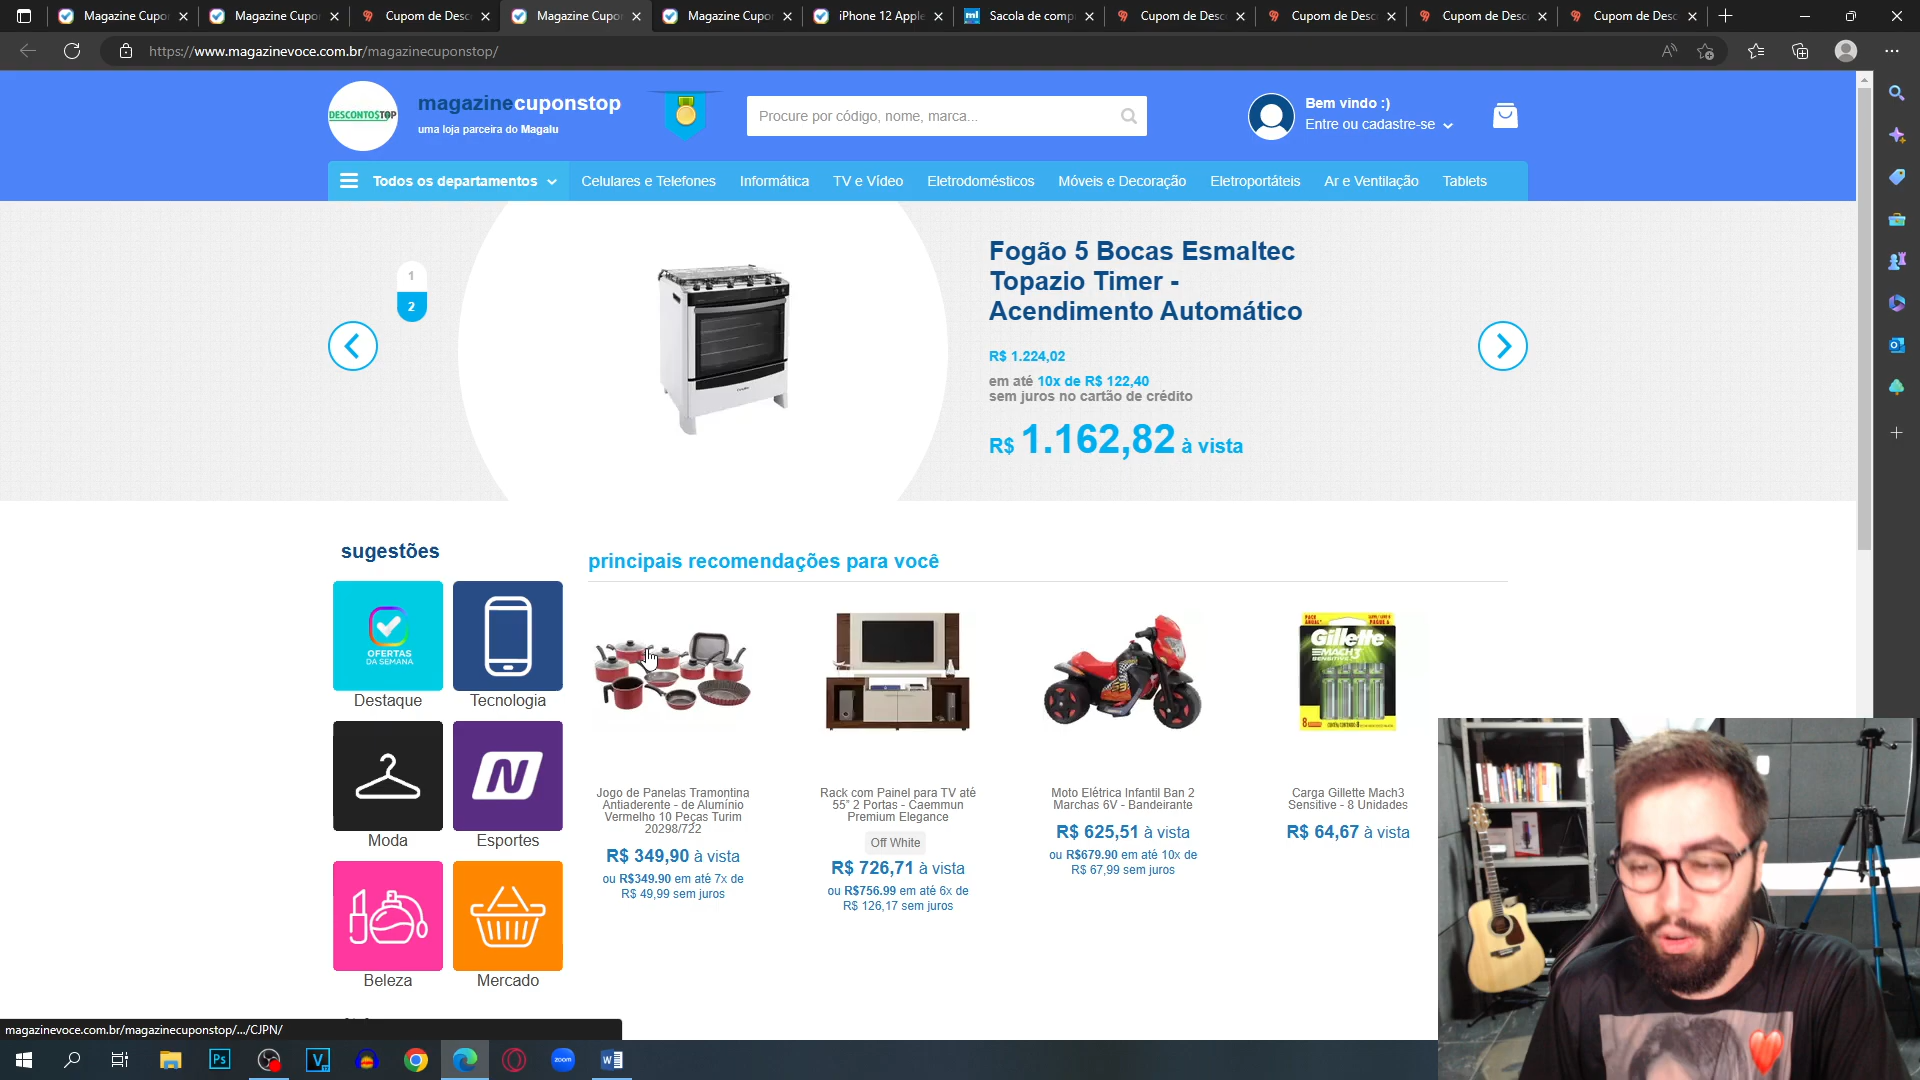 Magazine Cupo
Magazine Cupo
Cupom de Desc
Magazine Cupo
Magazine Cupo
iPhone 12 Apple
Sacola de comp
Cupom de Desc
Cupom de Desc
Cupom de Desc
Cupom de Desc
https://www.magazinevoce.com.br/magazinecuponstop/
DESCONTO$TOP
magazinecuponstop
uma loja parceira do Magalu
Procure por código, nome, marca...
Bem vindo :)
Entre ou cadastre-se
Todos os departamentos
Celulares e Telefones
Informática
TV e Vídeo
Eletrodomésticos
Móveis e Decoração
Eletroportáteis
Ar e Ventilação
Tablets
1
2
Fogão 5 Bocas Esmaltec
Topazio Timer -
Acendimento Automático
R$ 1.224,02
em até 10x de R$ 122,40
sem juros no cartão de crédito
R$ 1.162,82 à vista
sugestões
principais recomendações para você
OFERTAS
DA SEMANA
Destaque
Tecnologia
Moda
Esportes
Beleza
Mercado
Jogo de Panelas Tramontina
Antiaderente - de Alumínio
Vermelho 10 Peças Turim
20298/722
R$ 349,90 à vista
ou R$349.90 em até 7x de
R$ 49,99 sem juros
Rack com Painel para TV até
55" 2 Portas - Caemmun
Premium Elegance
Off White
R$ 726,71 à vista
ou R$756.99 em até 6x de
R$ 126,17 sem juros
Moto Elétrica Infantil Ban 2
Marchas 6V - Bandeirante
R$ 625,51 à vista
ou R$679.90 em até 10x de
R$ 67,99 sem juros
Gillette
MACH3
SENSITIVE
Carga Gillette Mach3
Sensitive - 8 Unidades
R$ 64,67 à vista
magazinevoce.com.br/magazinecuponstop/.../CJPN/
Ps
V
zoom
W